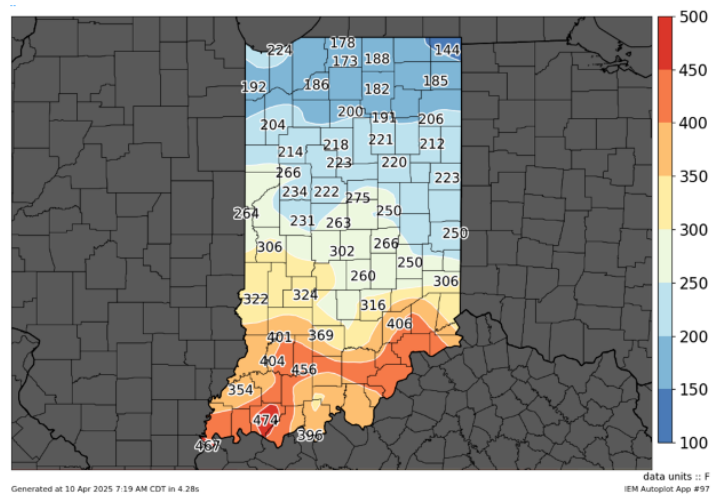 500
178
224 144
173 188
450
192 186 182 185
200 191 206
400
204 221
214 218 212
223 220
266 223
350
234 222 275
264 231 263 250
250
300
306 302 266
250
260 306
250
322 324 316
406
401 369
200
404 456
354
150
474
467 396
100
data units :: F
Generated at 10 Apr 2025 7:19 AM CDT in 4.28s IEM Autoplot App #97